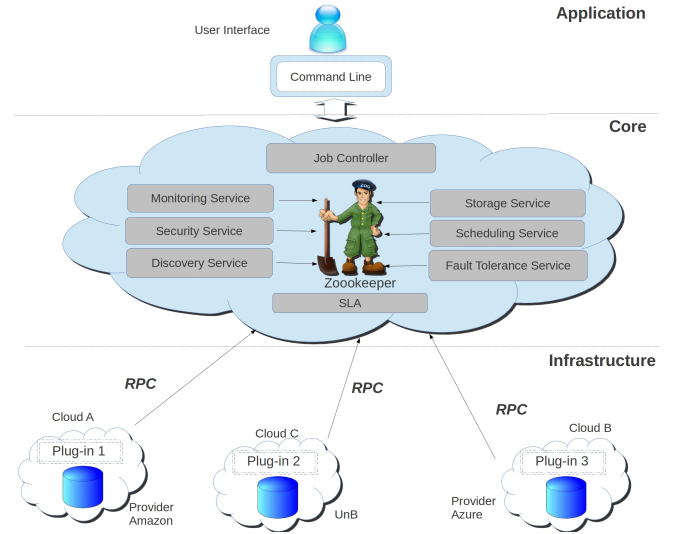 Application
User Interface
Command Line
Core
Job Controller
ZOO
Monitoring Service
Storage Service
Security Service
Scheduling Service
Discovery Service
Fault Tolerance Service
Zoookeeper
SLA
Infrastructure
RPC
RPC
RPC
Cloud A
Cloud C
Cloud B
Plug-in 1
Plug-in 2
Plug-in 3
Provider
Amazon
UnB
Provider
Azure